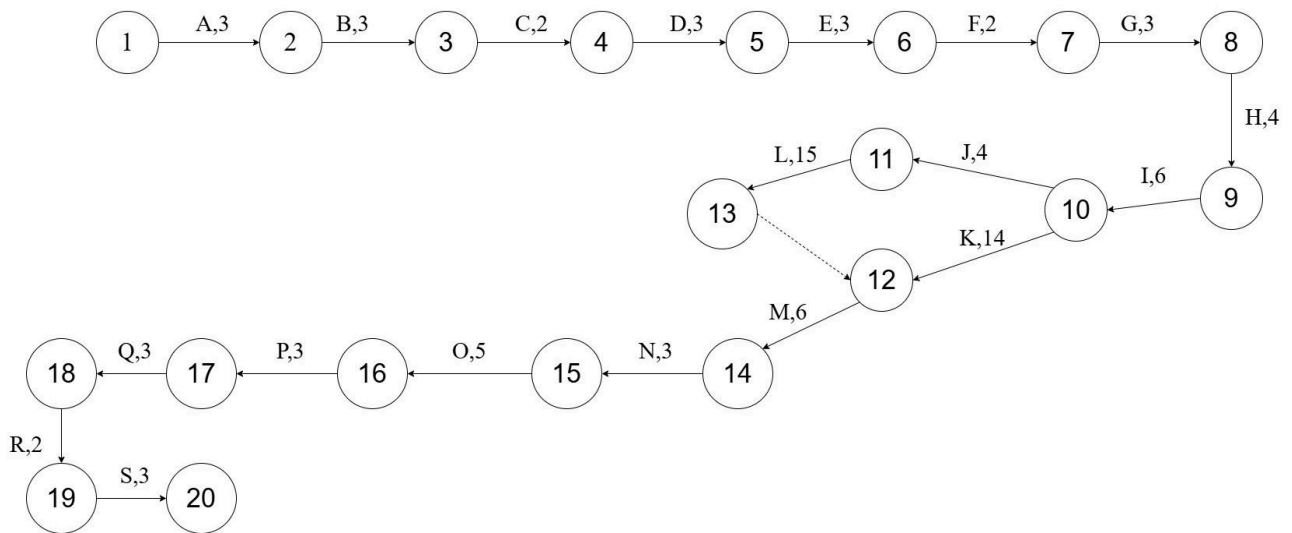 A,3 B,3 C,2 D,3 E,3 F,2 G,3
1 2 3 4 5 6 7 8
H,4
L,15 11 J,4
I,6
13 10 9
K,14
12
M,6
Q,3 P,3 O,5 N,3
18 17 16 15 14
R,2
S,3
19 20